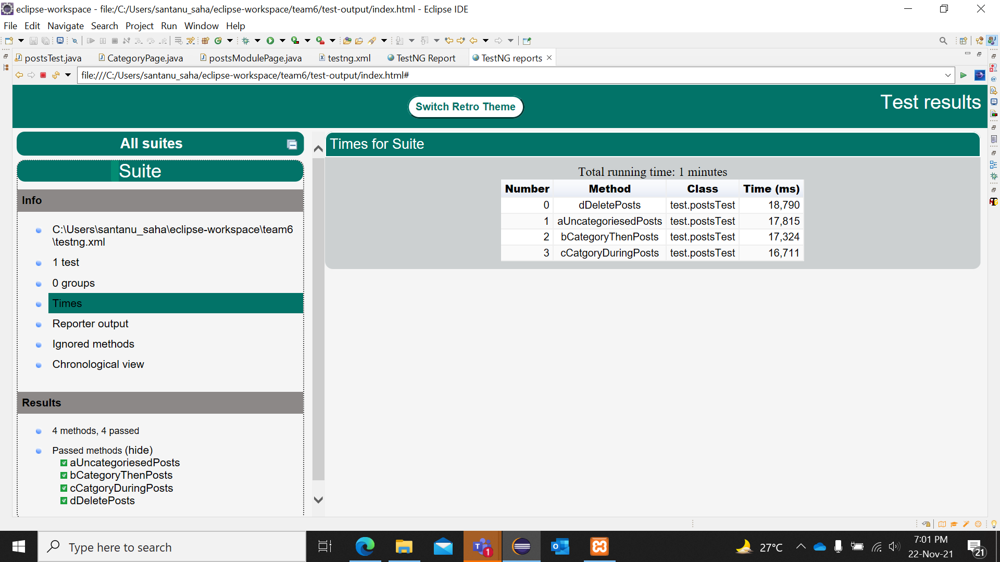 eclipse-workspace - file:/C:/Users/santanu_saha/eclipse-workspace/team6/test-output/index.html - Eclipse IDE
File Edit Navigate Search Project Run Window Help
postsTest.java CategoryPage.java postsModulePage.java testng.xml TestNG Report TestNG reports
file:///C:/Users/santanu_saha/eclipse-workspace/team6/test-output/index.html#
Switch Retro Theme
Test results
All suites
Suite
Info
C:\Users\santanu_saha\eclipse-workspace\team6
\testng.xml
1 test
0 groups
Times
Reporter output
Ignored methods
Chronological view
Results
4 methods, 4 passed
Passed methods (hide)
aUncategoriesedPosts
bCategoryThenPosts
cCatgoryDuringPosts
dDeletePosts
Times for Suite
Total running time: 1 minutes
Number Method Class Time (ms)
0 dDeletePosts test.postsTest 18,790
1 aUncategoriesedPosts test.postsTest 17,815
2 bCategoryThenPosts test.postsTest 17,324
3 cCatgoryDuringPosts test.postsTest 16,711
Type here to search
1
27°C
7:01 PM
22-Nov-21
21